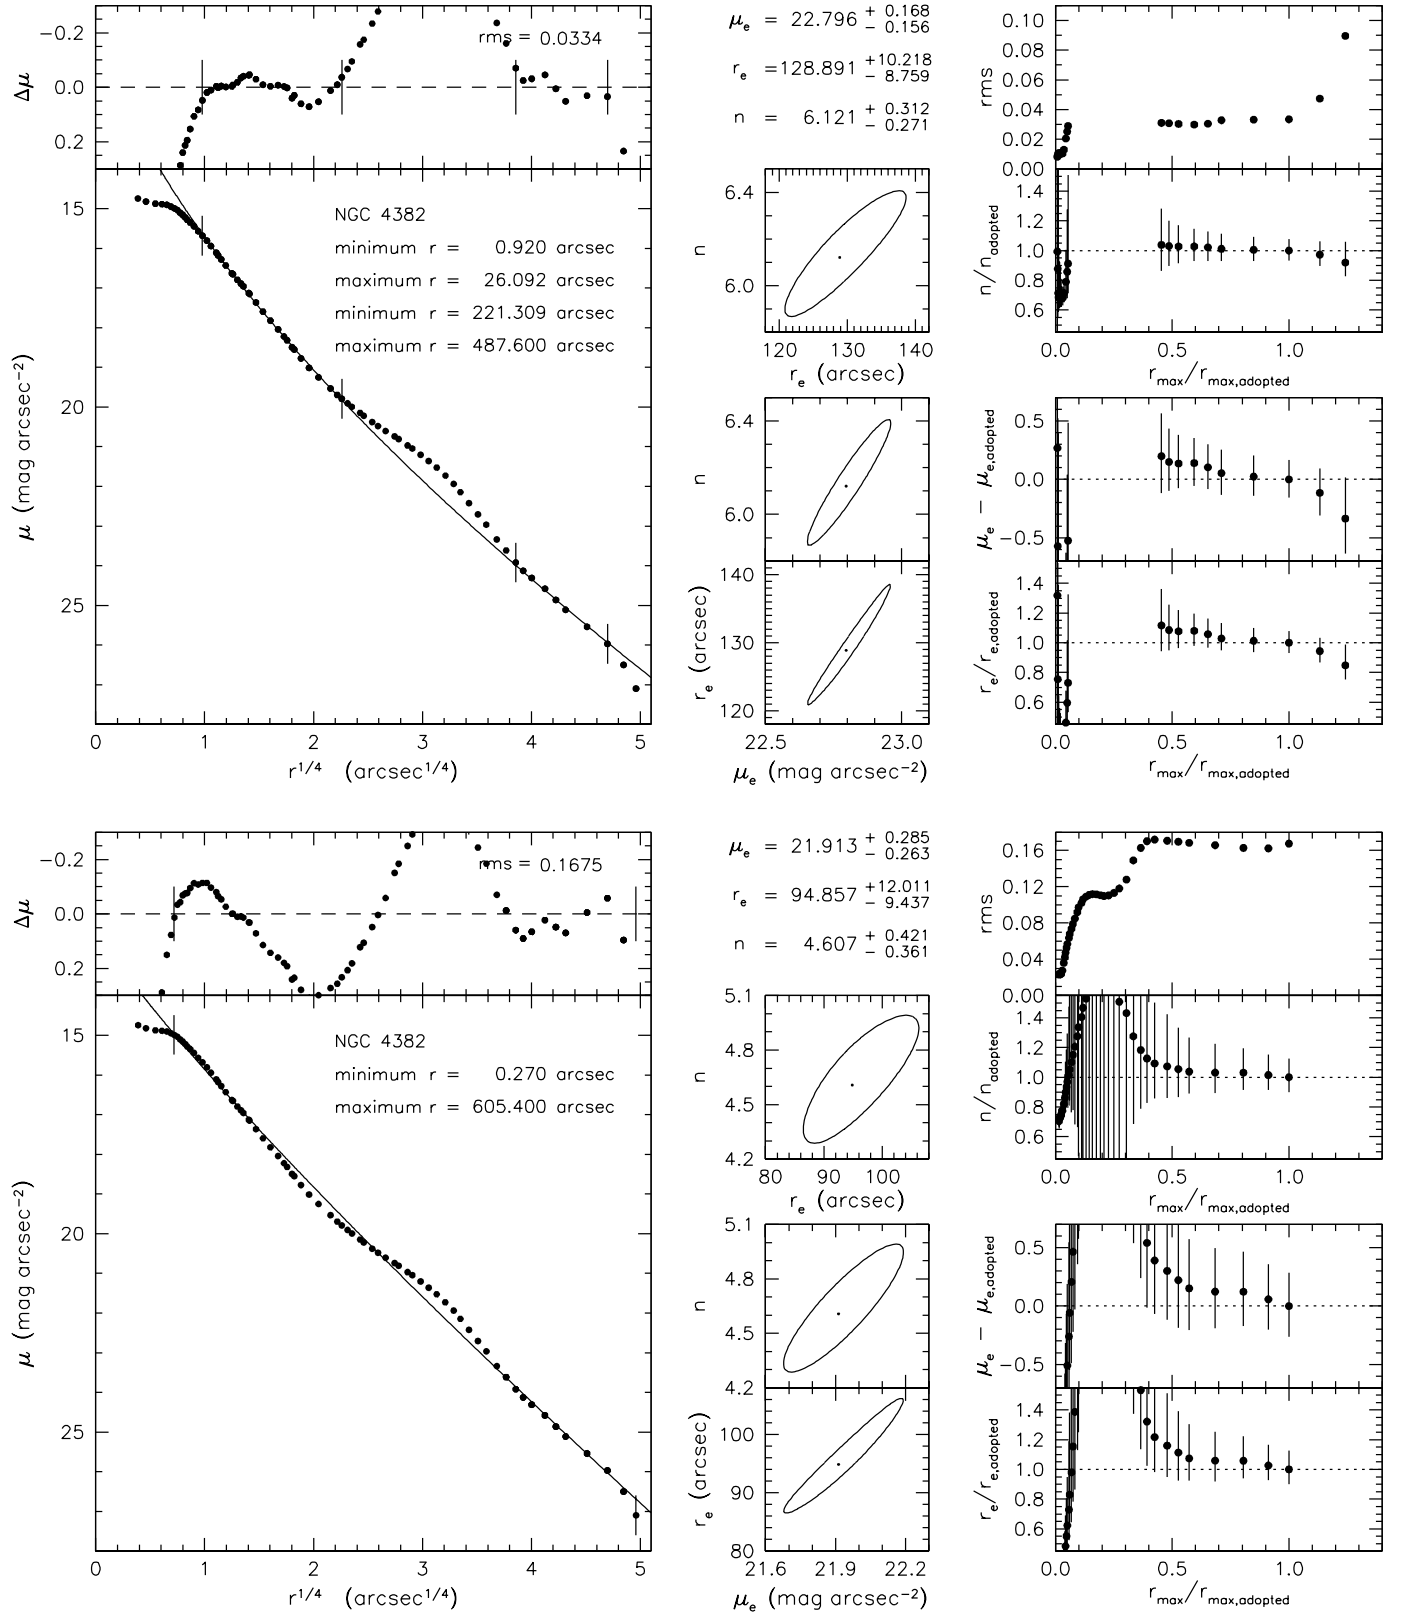 μe = 22.796 + 0.168 − 0.156
re = 128.891 +10.218 − 8.759
n = 6.121 + 0.312 − 0.271
rms = 0.0334
Δμ
−0.2
0.0
0.2
NGC 4382
minimum r = 0.920 arcsec
maximum r = 26.092 arcsec
minimum r = 221.309 arcsec
maximum r = 487.600 arcsec
μ (mag arcsec−2)
15
20
25
0 1 2 3 4 5
r1/4 (arcsec1/4)
n
6.4
6.0
120 130 140
re (arcsec)
n
6.4
6.0
re (arcsec)
140
130
120
22.5 23.0
μe (mag arcsec−2)
rms
0.10
0.08
0.06
0.04
0.02
0.00
n/nadopted
1.4
1.2
1.0
0.8
0.6
0.0 0.5 1.0
rmax/rmax,adopted
μe − μe,adopted
0.5
0.0
−0.5
re/re,adopted
1.4
1.2
1.0
0.8
0.6
0.0 0.5 1.0
rmax/rmax,adopted
μe = 21.913 + 0.285 − 0.263
re = 94.857 +12.011 − 9.437
n = 4.607 + 0.421 − 0.361
rms = 0.1675
Δμ
−0.2
0.0
0.2
NGC 4382
minimum r = 0.270 arcsec
maximum r = 605.400 arcsec
μ (mag arcsec−2)
15
20
25
0 1 2 3 4 5
r1/4 (arcsec1/4)
n
5.1
4.8
4.5
4.2
80 90 100
re (arcsec)
n
5.1
4.8
4.5
4.2
re (arcsec)
100
90
80
21.6 21.9 22.2
μe (mag arcsec−2)
rms
0.16
0.12
0.08
0.04
0.00
n/nadopted
1.4
1.2
1.0
0.8
0.6
0.0 0.5 1.0
rmax/rmax,adopted
μe − μe,adopted
0.5
0.0
−0.5
re/re,adopted
1.4
1.2
1.0
0.8
0.6
0.0 0.5 1.0
rmax/rmax,adopted